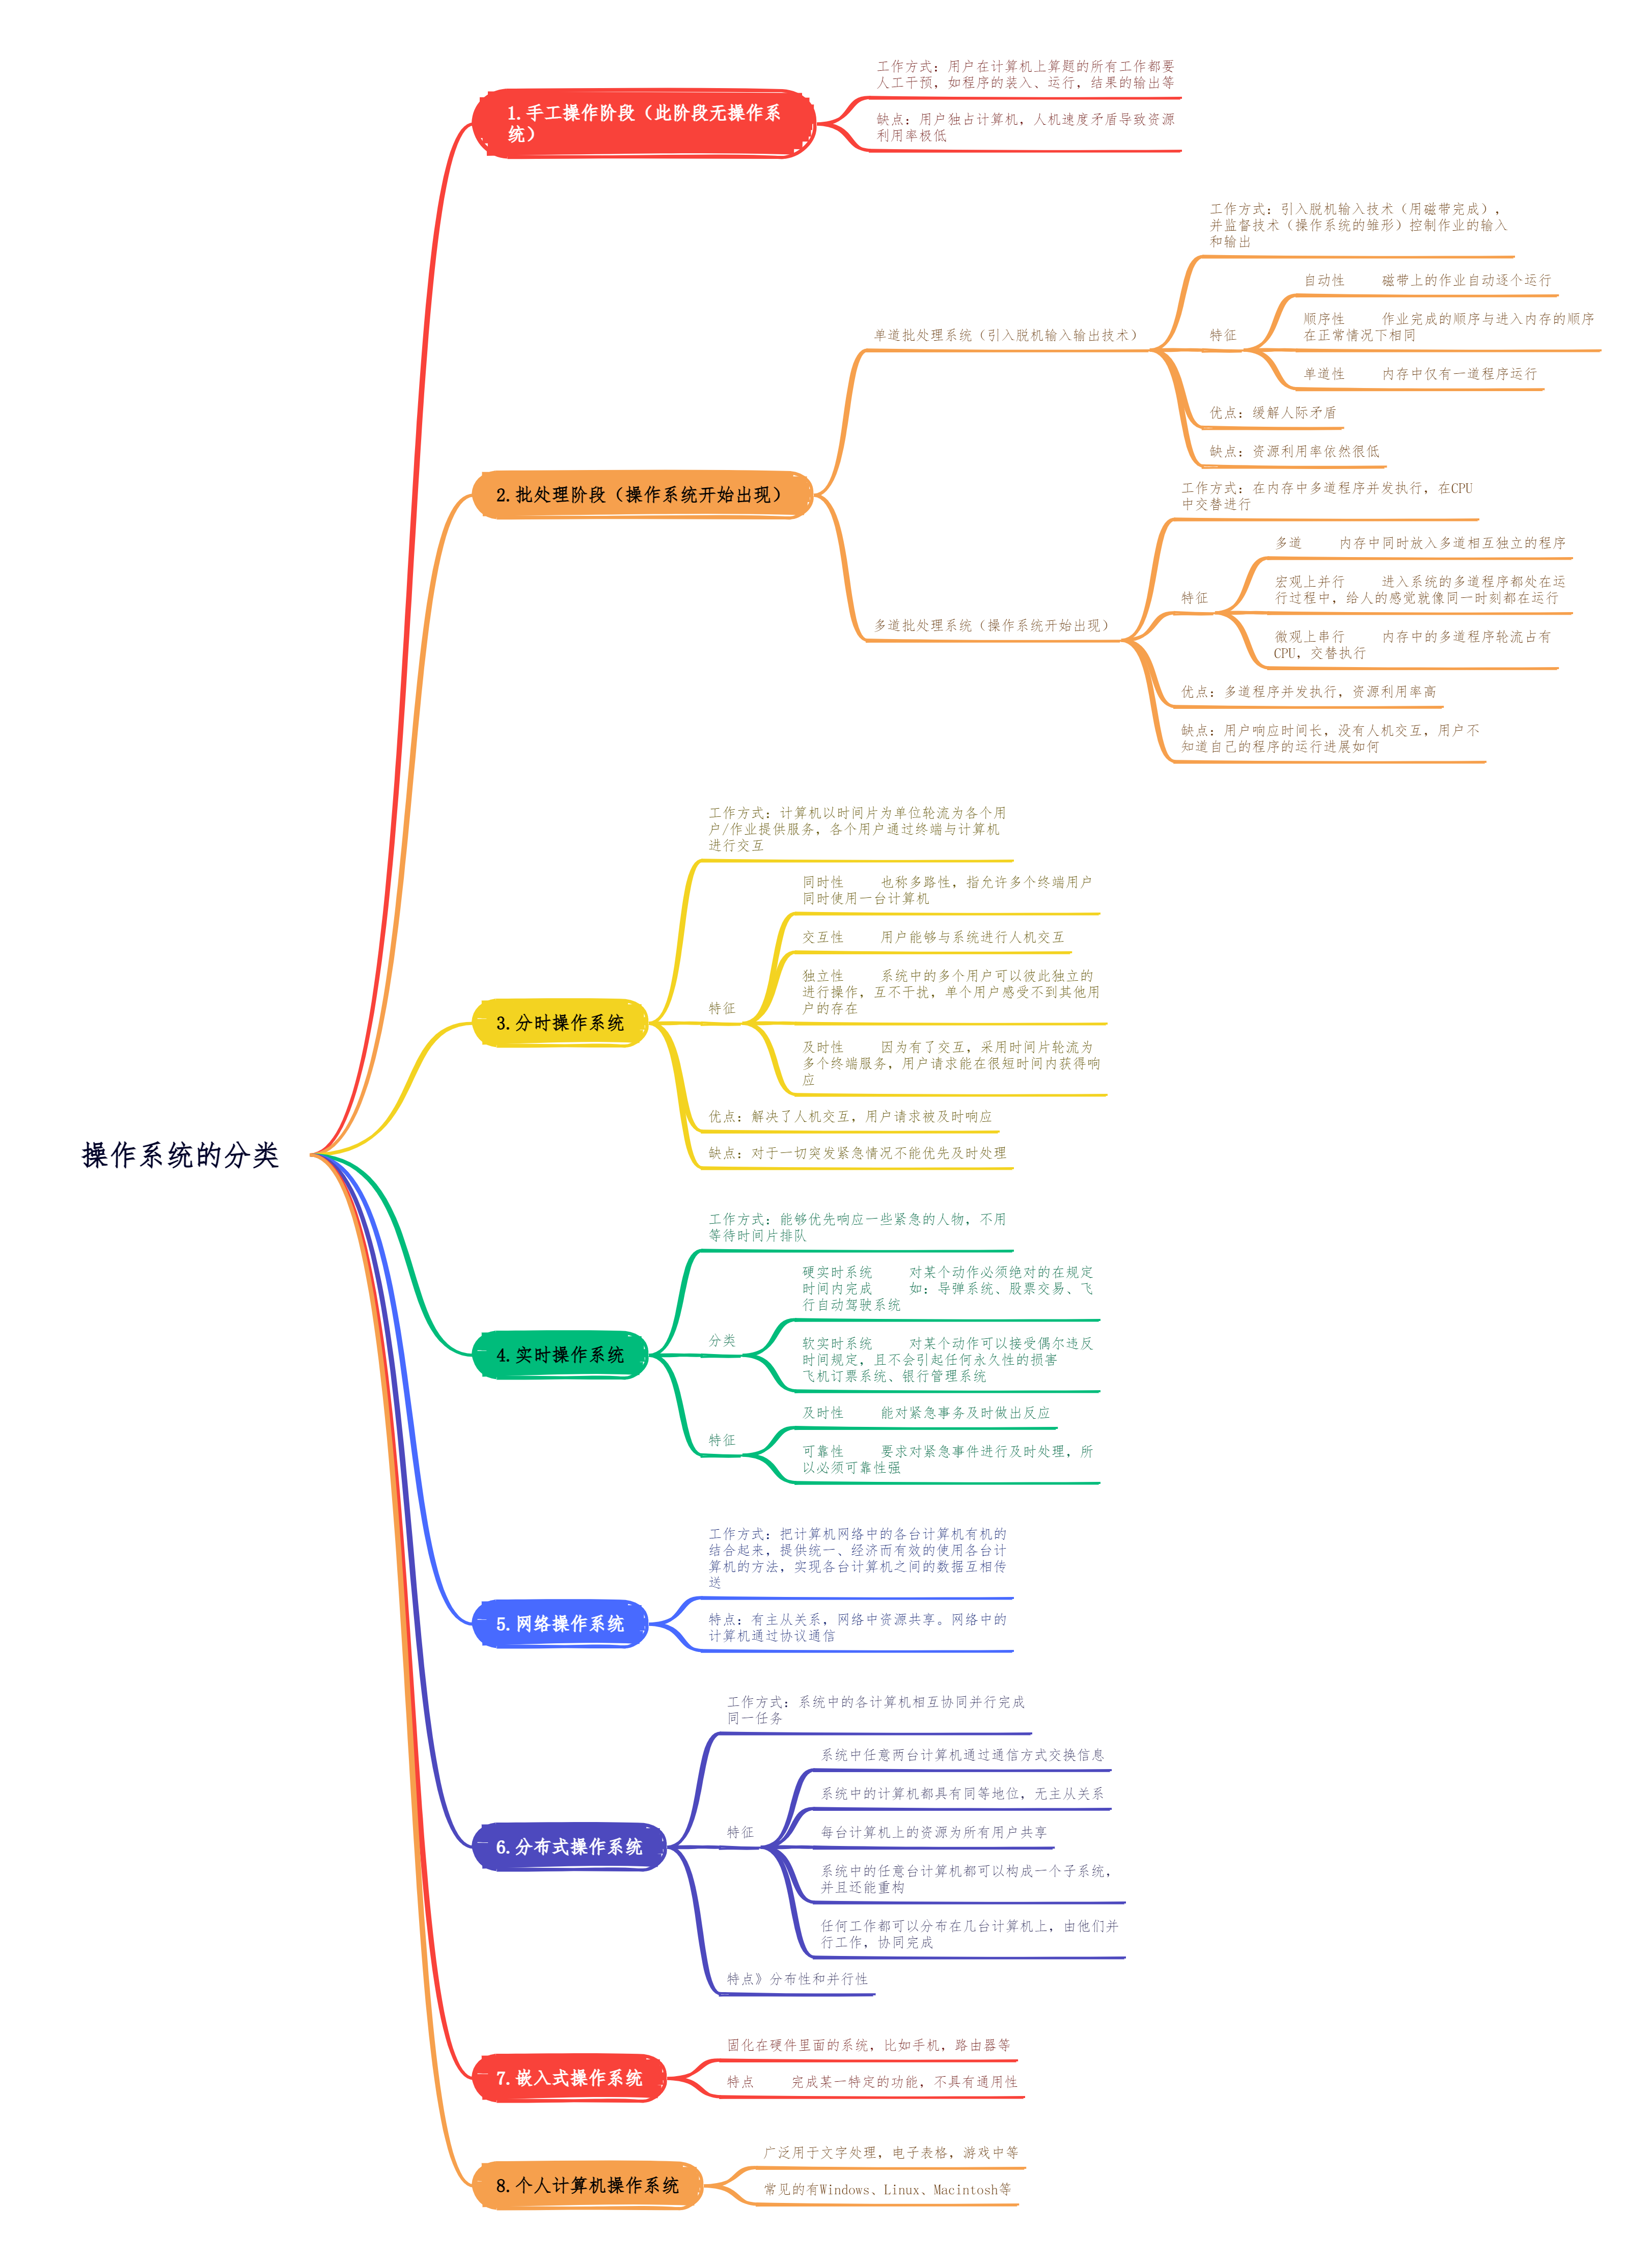 操作系统的分类
1.手工操作阶段（此阶段无操作系
统）
工作方式：用户在计算机上算题的所有工作都要
人工干预，如程序的装入、运行，结果的输出等
缺点：用户独占计算机，人机速度矛盾导致资源
利用率极低
2.批处理阶段（操作系统开始出现）
单道批处理系统（引入脱机输入输出技术）
工作方式：引入脱机输入技术（用磁带完成），
并监督技术（操作系统的雏形）控制作业的输入
和输出
特征
自动性 磁带上的作业自动逐个运行
顺序性 作业完成的顺序与进入内存的顺序
在正常情况下相同
单道性 内存中仅有一道程序运行
优点：缓解人际矛盾
缺点：资源利用率依然很低
多道批处理系统（操作系统开始出现）
工作方式：在内存中多道程序并发执行，在CPU
中交替进行
特征
多道 内存中同时放入多道相互独立的程序
宏观上并行 进入系统的多道程序都处在运
行过程中，给人的感觉就像同一时刻都在运行
微观上串行 内存中的多道程序轮流占有
CPU，交替执行
优点：多道程序并发执行，资源利用率高
缺点：用户响应时间长，没有人机交互，用户不
知道自己的程序的运行进展如何
3.分时操作系统
工作方式：计算机以时间片为单位轮流为各个用
户/作业提供服务，各个用户通过终端与计算机
进行交互
特征
同时性 也称多路性，指允许多个终端用户
同时使用一台计算机
交互性 用户能够与系统进行人机交互
独立性 系统中的多个用户可以彼此独立的
进行操作，互不干扰，单个用户感受不到其他用
户的存在
及时性 因为有了交互，采用时间片轮流为
多个终端服务，用户请求能在很短时间内获得响
应
优点：解决了人机交互，用户请求被及时响应
缺点：对于一切突发紧急情况不能优先及时处理
4.实时操作系统
工作方式：能够优先响应一些紧急的人物，不用
等待时间片排队
分类
硬实时系统 对某个动作必须绝对的在规定
时间内完成 如：导弹系统、股票交易、飞
行自动驾驶系统
软实时系统 对某个动作可以接受偶尔违反
时间规定，且不会引起任何永久性的损害
飞机订票系统、银行管理系统
特征
及时性 能对紧急事务及时做出反应
可靠性 要求对紧急事件进行及时处理，所
以必须可靠性强
5.网络操作系统
工作方式：把计算机网络中的各台计算机有机的
结合起来，提供统一、经济而有效的使用各台计
算机的方法，实现各台计算机之间的数据互相传
送
特点：有主从关系，网络中资源共享。网络中的
计算机通过协议通信
6.分布式操作系统
工作方式：系统中的各计算机相互协同并行完成
同一任务
特征
系统中任意两台计算机通过通信方式交换信息
系统中的计算机都具有同等地位，无主从关系
每台计算机上的资源为所有用户共享
系统中的任意台计算机都可以构成一个子系统，
并且还能重构
任何工作都可以分布在几台计算机上，由他们并
行工作，协同完成
特点》分布性和并行性
7.嵌入式操作系统
固化在硬件里面的系统，比如手机，路由器等
特点 完成某一特定的功能，不具有通用性
8.个人计算机操作系统
广泛用于文字处理，电子表格，游戏中等
常见的有Windows、Linux、Macintosh等